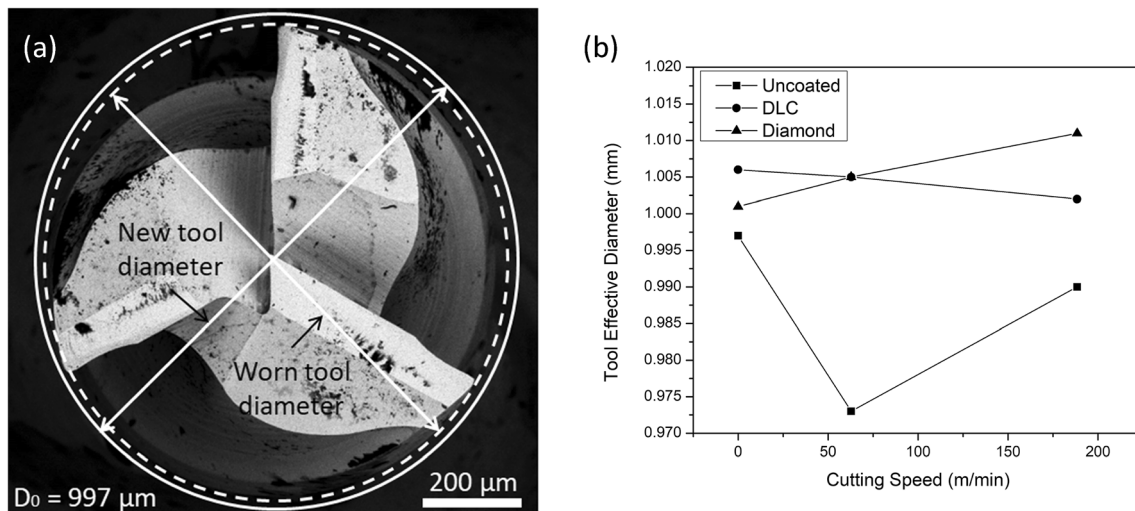 (a)
New tool
diameter
Worn tool
diameter
D₀ = 997 µm
200 µm
(b)
Tool Effective Diameter (mm)
1.020
1.015
1.010
1.005
1.000
0.995
0.990
0.985
0.980
0.975
0.970
Uncoated
DLC
Diamond
0
50
100
150
200
Cutting Speed (m/min)